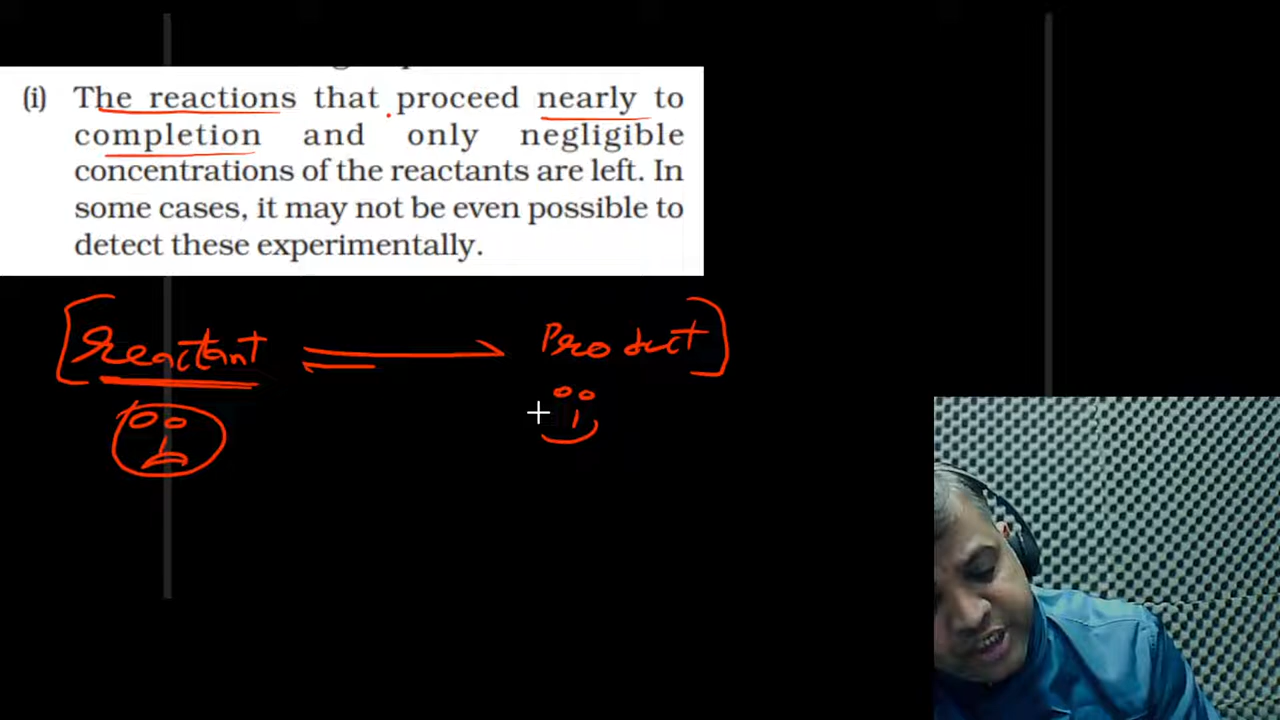 (i) The reactions that proceed nearly to
completion and only negligible
concentrations of the reactants are left. In
some cases, it may not be even possible to
detect these experimentally.
[reactant ⇌ Product]